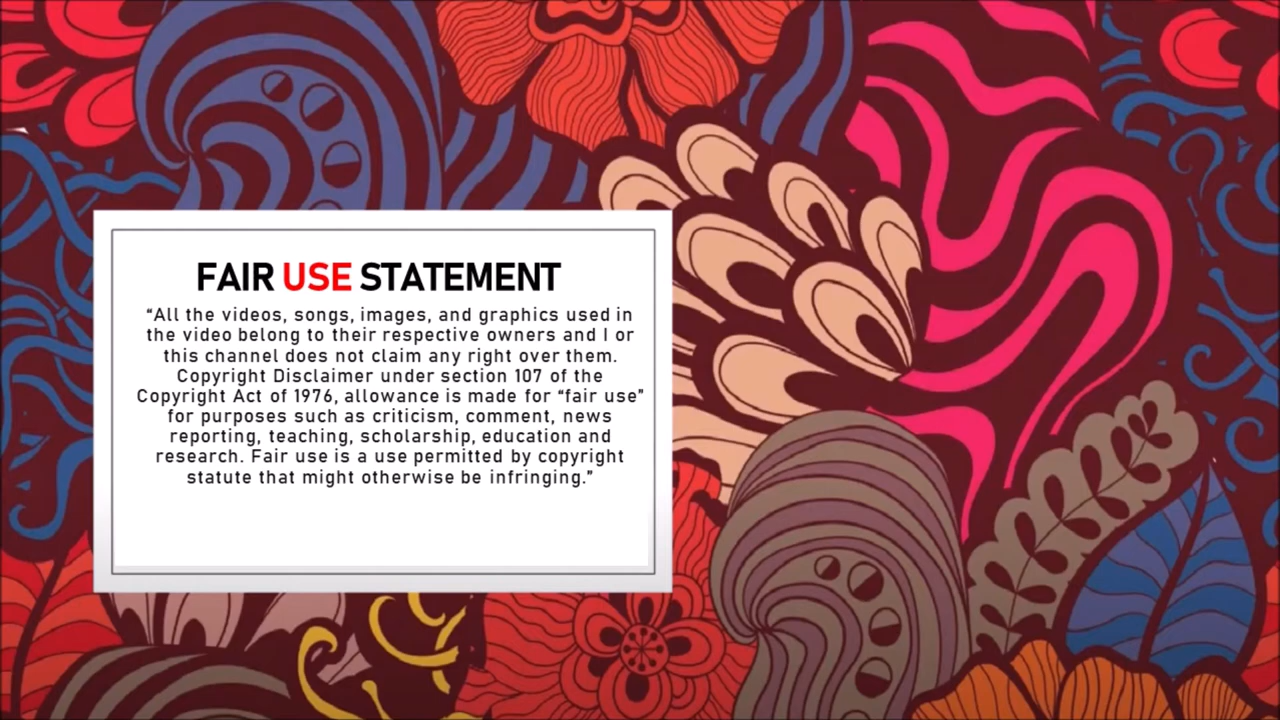 FAIR USE STATEMENT
“All the videos, songs, images, and graphics used in
the video belong to their respective owners and I or
this channel does not claim any right over them.
Copyright Disclaimer under section 107 of the
Copyright Act of 1976, allowance is made for “fair use”
for purposes such as criticism, comment, news
reporting, teaching, scholarship, education and
research. Fair use is a use permitted by copyright
statute that might otherwise be infringing.”